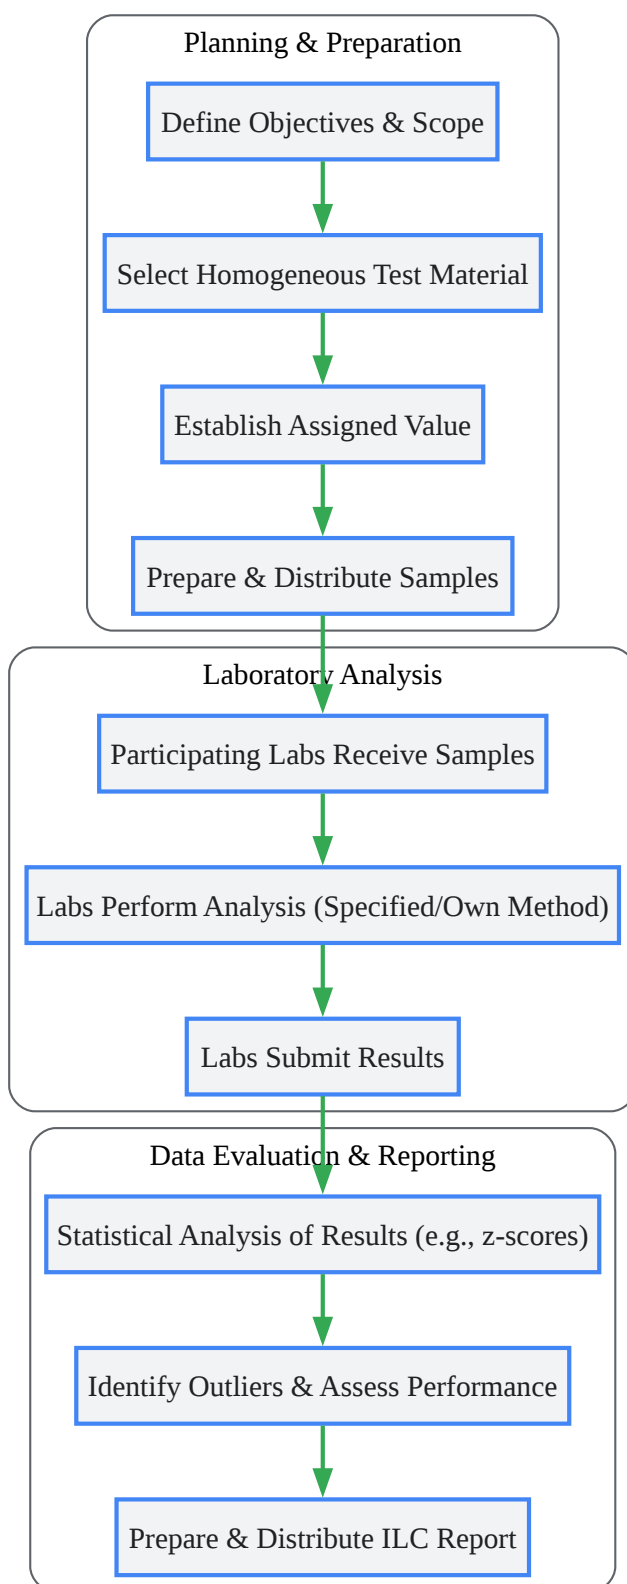 Planning & Preparation
Define Objectives & Scope
Select Homogeneous Test Material
Establish Assigned Value
Prepare & Distribute Samples
Laboratory Analysis
Participating Labs Receive Samples
Labs Perform Analysis (Specified/Own Method)
Labs Submit Results
Data Evaluation & Reporting
Statistical Analysis of Results (e.g., z-scores)
Identify Outliers & Assess Performance
Prepare & Distribute ILC Report